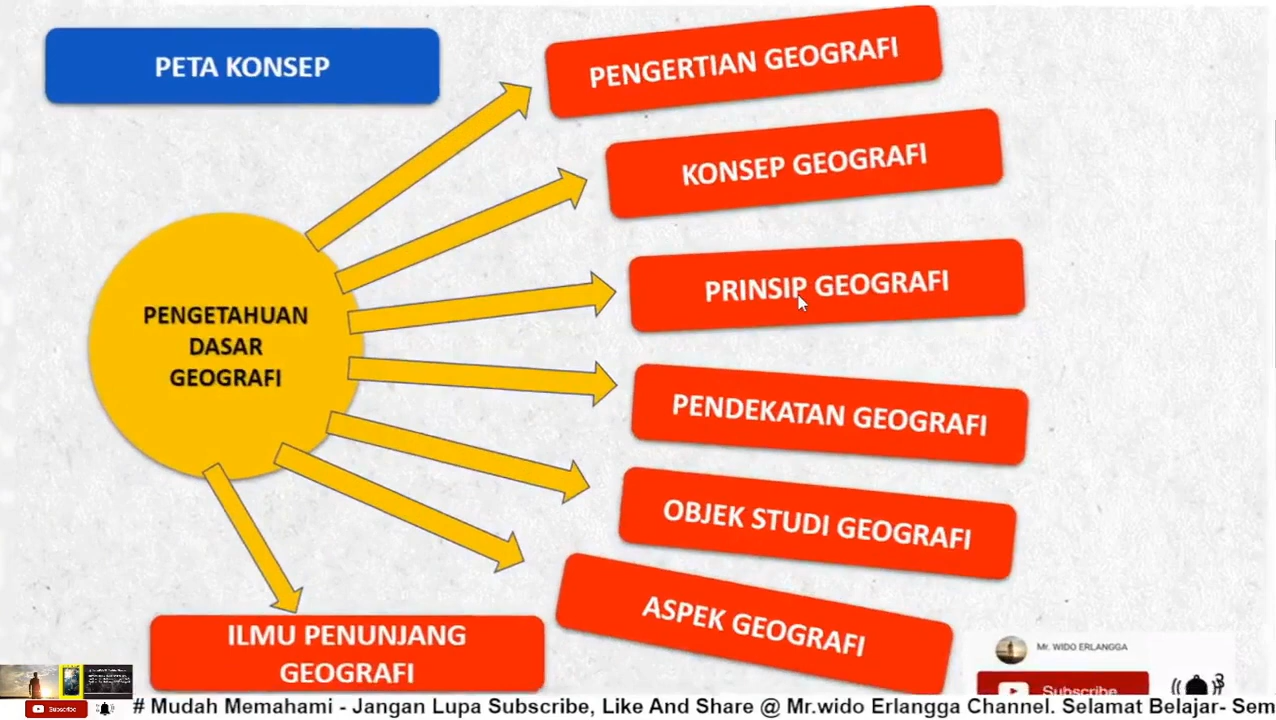 PETA KONSEP
PENGERTIAN GEOGRAFI
KONSEP GEOGRAFI
PRINSIP GEOGRAFI
PENGETAHUAN
DASAR
GEOGRAFI
PENDEKATAN GEOGRAFI
OBJEK STUDI GEOGRAFI
ASPEK GEOGRAFI
ILMU PENUNJANG
GEOGRAFI
Mr. WIDO ERLANGGA
Subscribe
Subscribe
# Mudah Memahami - Jangan Lupa Subscribe, Like And Share @ Mr.wido Erlangga Channel. Selamat Belajar- Sem